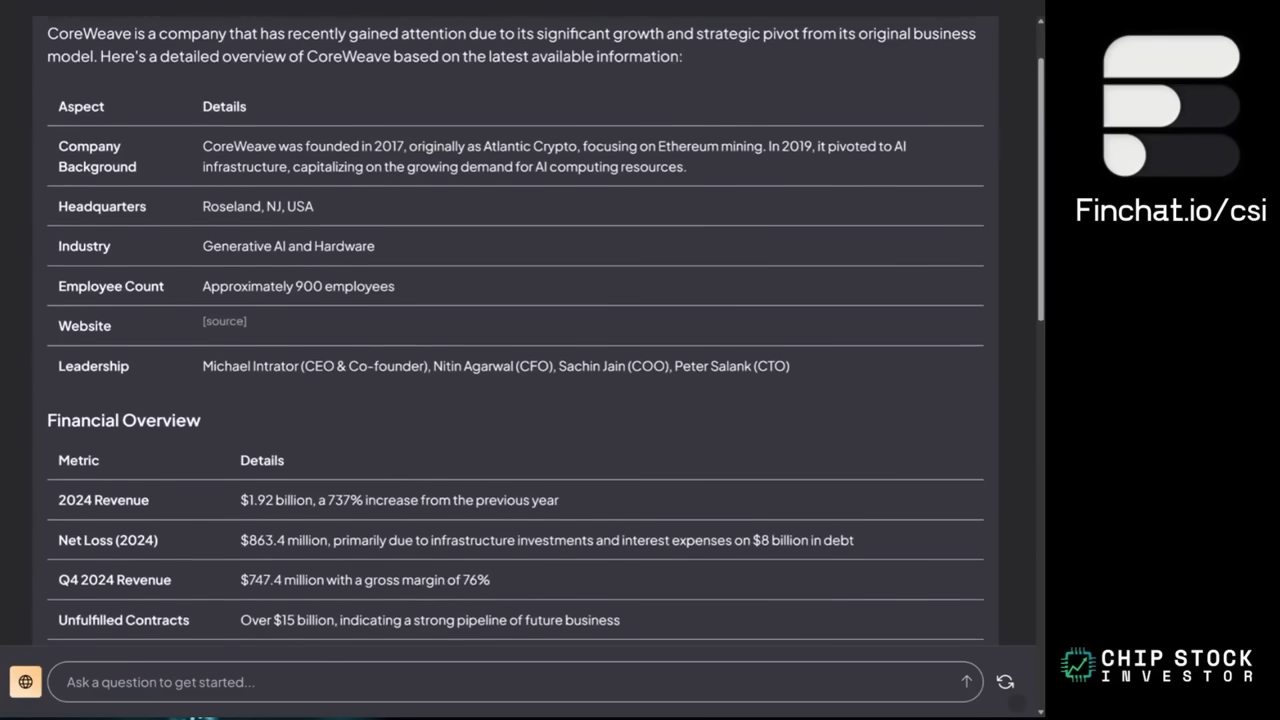 CoreWeave is a company that has recently gained attention due to its significant growth and strategic pivot from its original business
model. Here's a detailed overview of CoreWeave based on the latest available information:
Aspect Details
Company Background CoreWeave was founded in 2017, originally as Atlantic Crypto, focusing on Ethereum mining. In 2019, it pivoted to AI
infrastructure, capitalizing on the growing demand for AI computing resources.
Headquarters Roseland, NJ, USA
Industry Generative AI and Hardware
Employee Count Approximately 900 employees
Website [source]
Leadership Michael Intrator (CEO & Co-founder), Nitin Agarwal (CFO), Sachin Jain (COO), Peter Salank (CTO)
Financial Overview
Metric Details
2024 Revenue $1.92 billion, a 737% increase from the previous year
Net Loss (2024) $863.4 million, primarily due to infrastructure investments and interest expenses on $8 billion in debt
Q4 2024 Revenue $747.4 million with a gross margin of 76%
Unfulfilled Contracts Over $15 billion, indicating a strong pipeline of future business
Ask a question to get started...
Finchat.io/csi
CHIP STOCK
INVESTOR